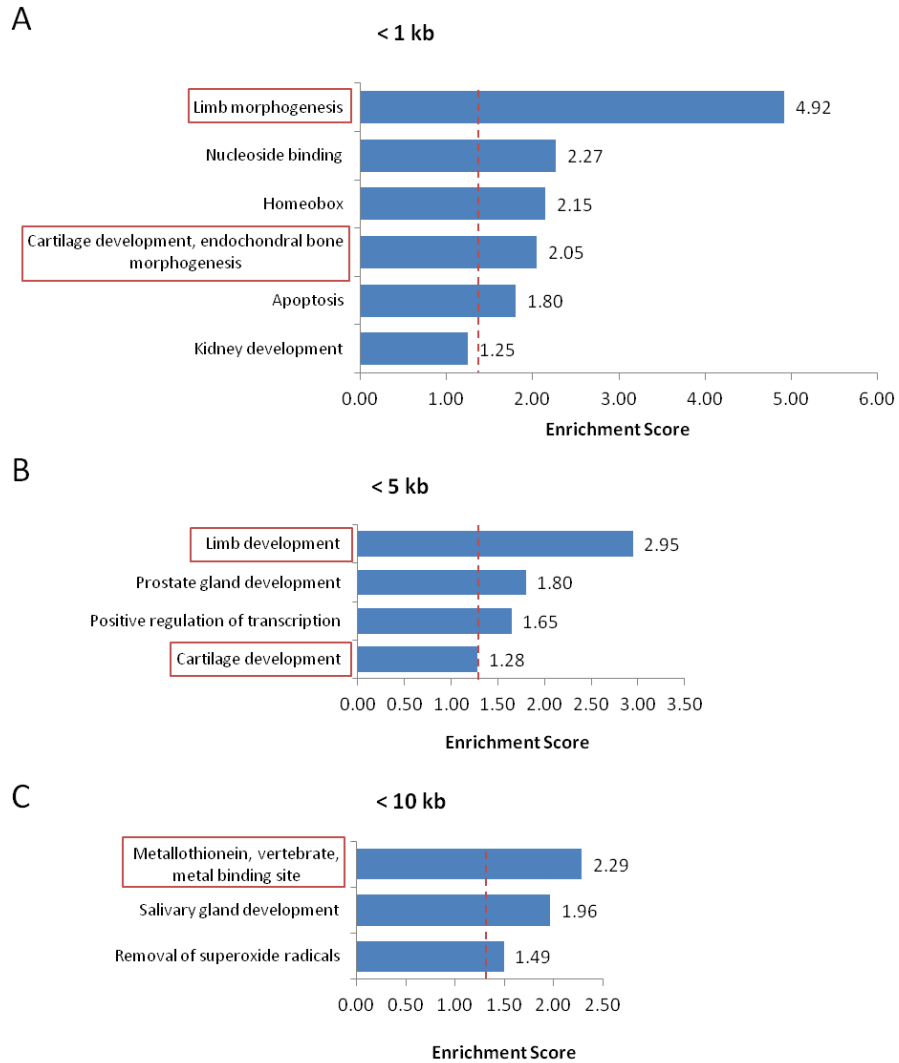 A
< 1 kb
Limb morphogenesis
4.92
Nucleoside binding
2.27
Homeobox
2.15
Cartilage development, endochondral bone
morphogenesis
2.05
Apoptosis
1.80
Kidney development
1.25
0.00 1.00 2.00 3.00 4.00 5.00 6.00
Enrichment Score
B
< 5 kb
Limb development
2.95
Prostate gland development
1.80
Positive regulation of transcription
1.65
Cartilage development
1.28
0.00 0.50 1.00 1.50 2.00 2.50 3.00 3.50
Enrichment Score
C
< 10 kb
Metallothionein, vertebrate,
metal binding site
2.29
Salivary gland development
1.96
Removal of superoxide radicals
1.49
0.00 0.50 1.00 1.50 2.00 2.50
Enrichment Score